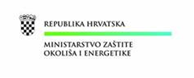 REPUBLIKA HRVATSKA
MINISTARSTVO ZAŠTITE
OKOLIŠA I ENERGETIKE